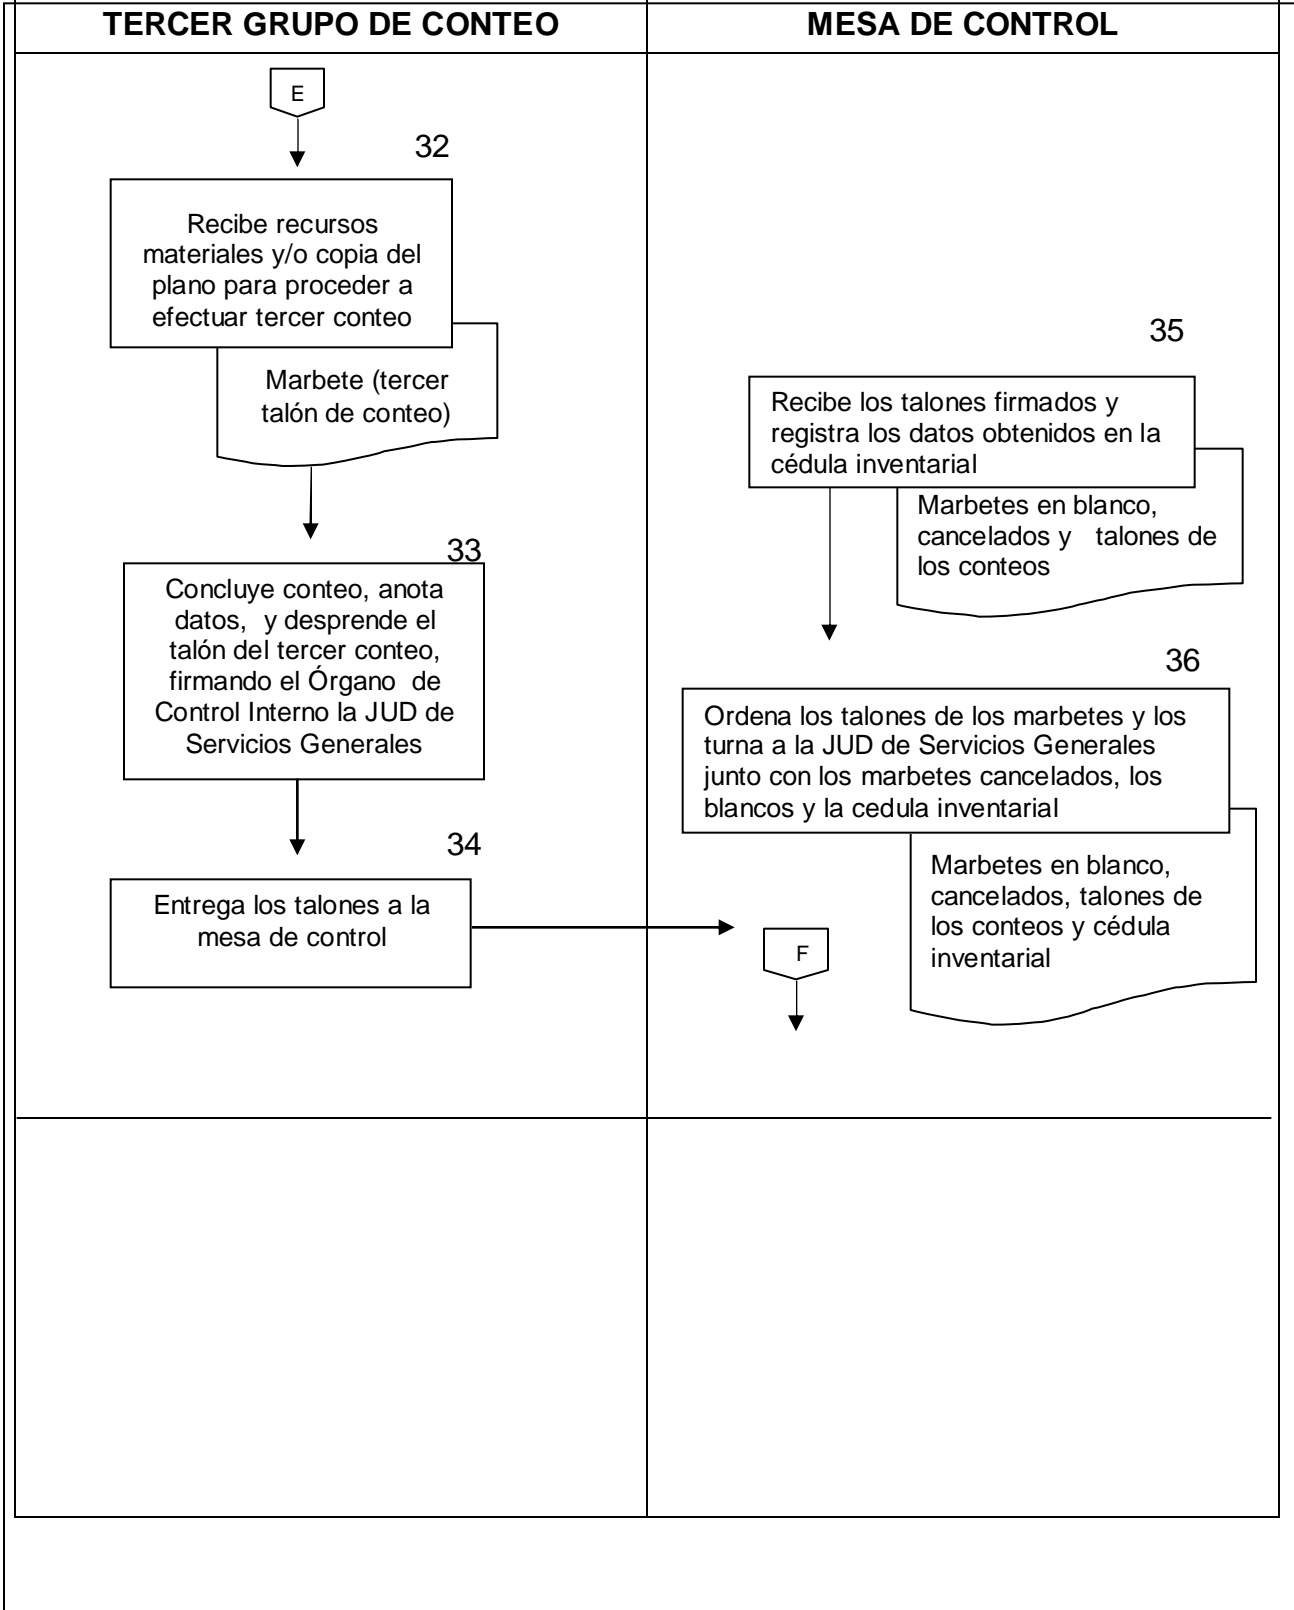 TERCER GRUPO DE CONTEO
MESA DE CONTROL
E
32
Recibe recursos
materiales y/o copia del
plano para proceder a
efectuar tercer conteo
Marbete (tercer
talón de conteo)
33
Concluye conteo, anota
datos, y desprende el
talón del tercer conteo,
firmando el Órgano de
Control Interno la JUD de
Servicios Generales
34
Entrega los talones a la
mesa de control
35
Recibe los talones firmados y
registra los datos obtenidos en la
cédula inventarial
Marbetes en blanco,
cancelados y talones de
los conteos
36
Ordena los talones de los marbetes y los
turna a la JUD de Servicios Generales
junto con los marbetes cancelados, los
blancos y la cedula inventarial
Marbetes en blanco,
cancelados, talones de
los conteos y cédula
inventarial
F